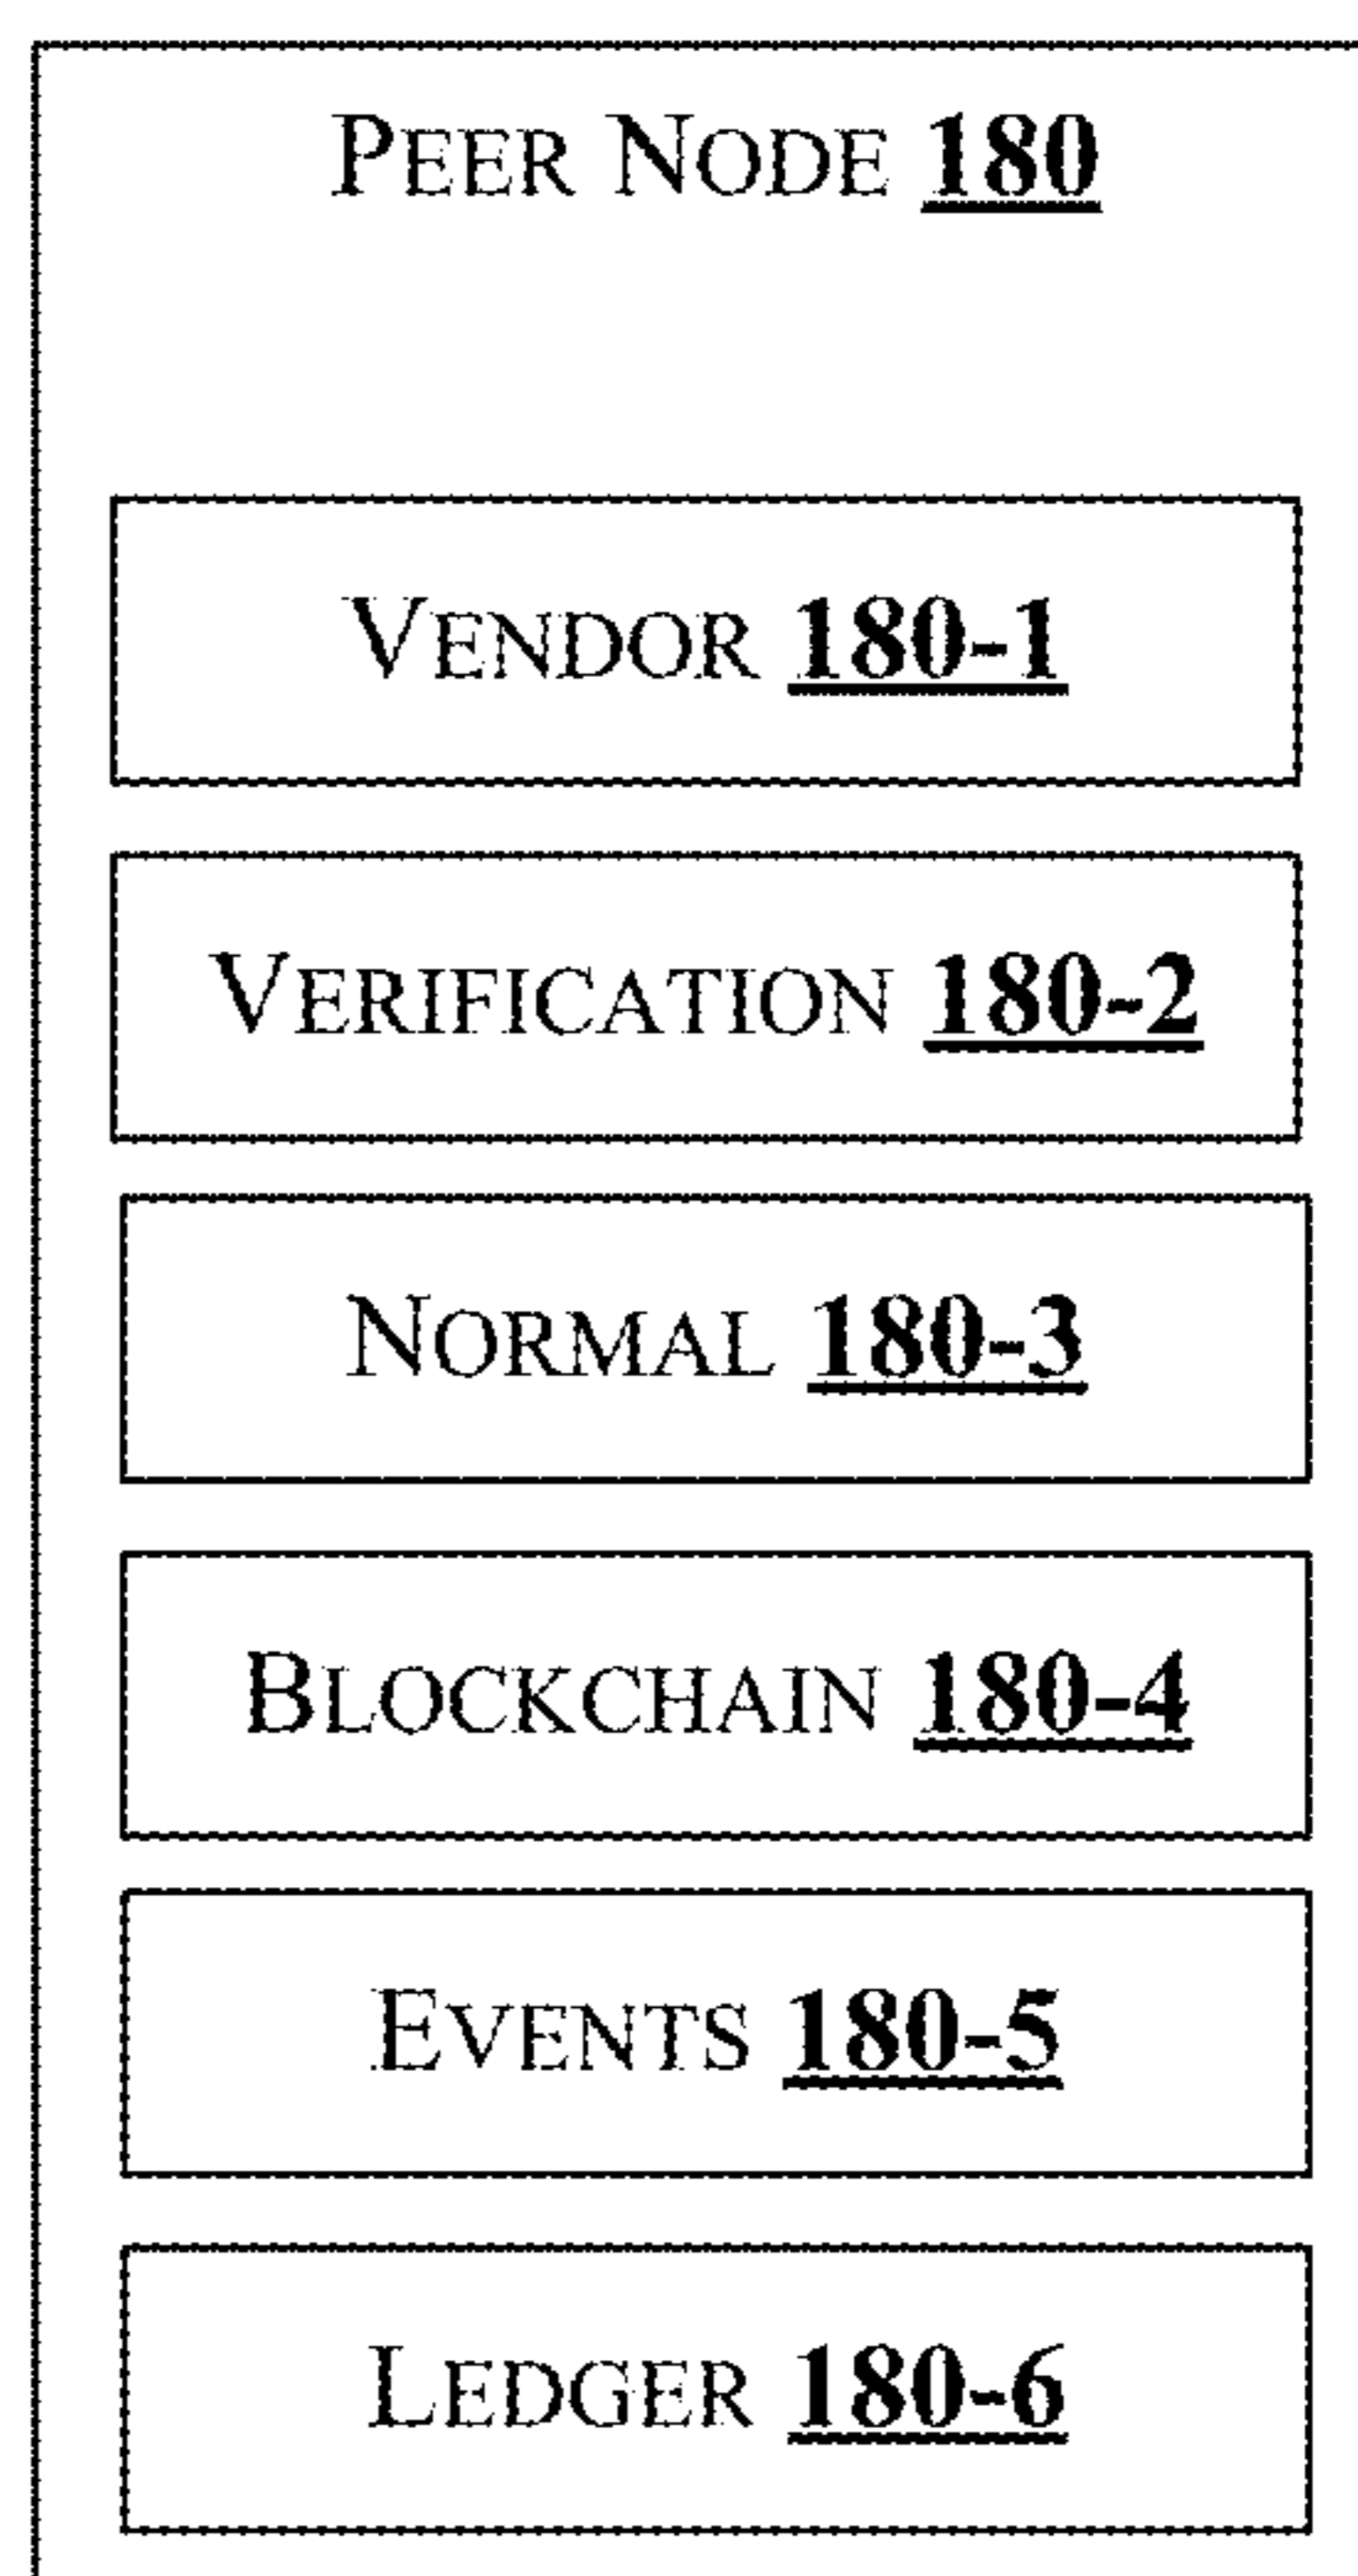 PEER NODE 180
VENDOR 180-1
VERIFICATION 180-2
NORMAL 180-3
BLOCKCHAIN 180-4
EVENTS 180-5
LEDGER 180-6